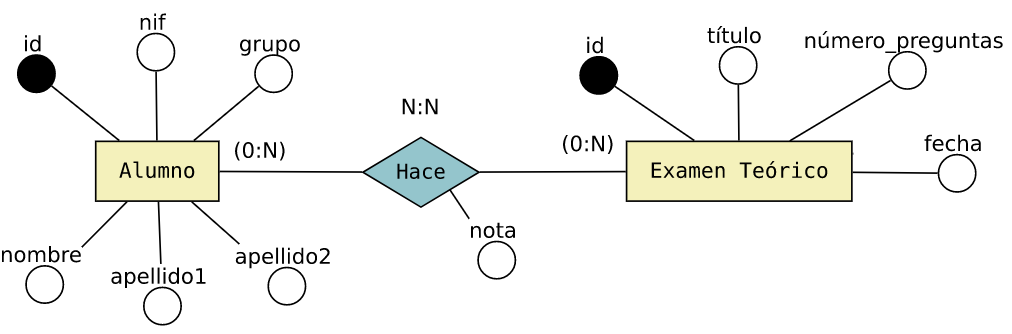 nif
id
grupo
id
título
número_preguntas
N:N
(0:N)
(0:N)
fecha
Alumno
Hace
Examen Teórico
nota
nombre
apellido1
apellido2